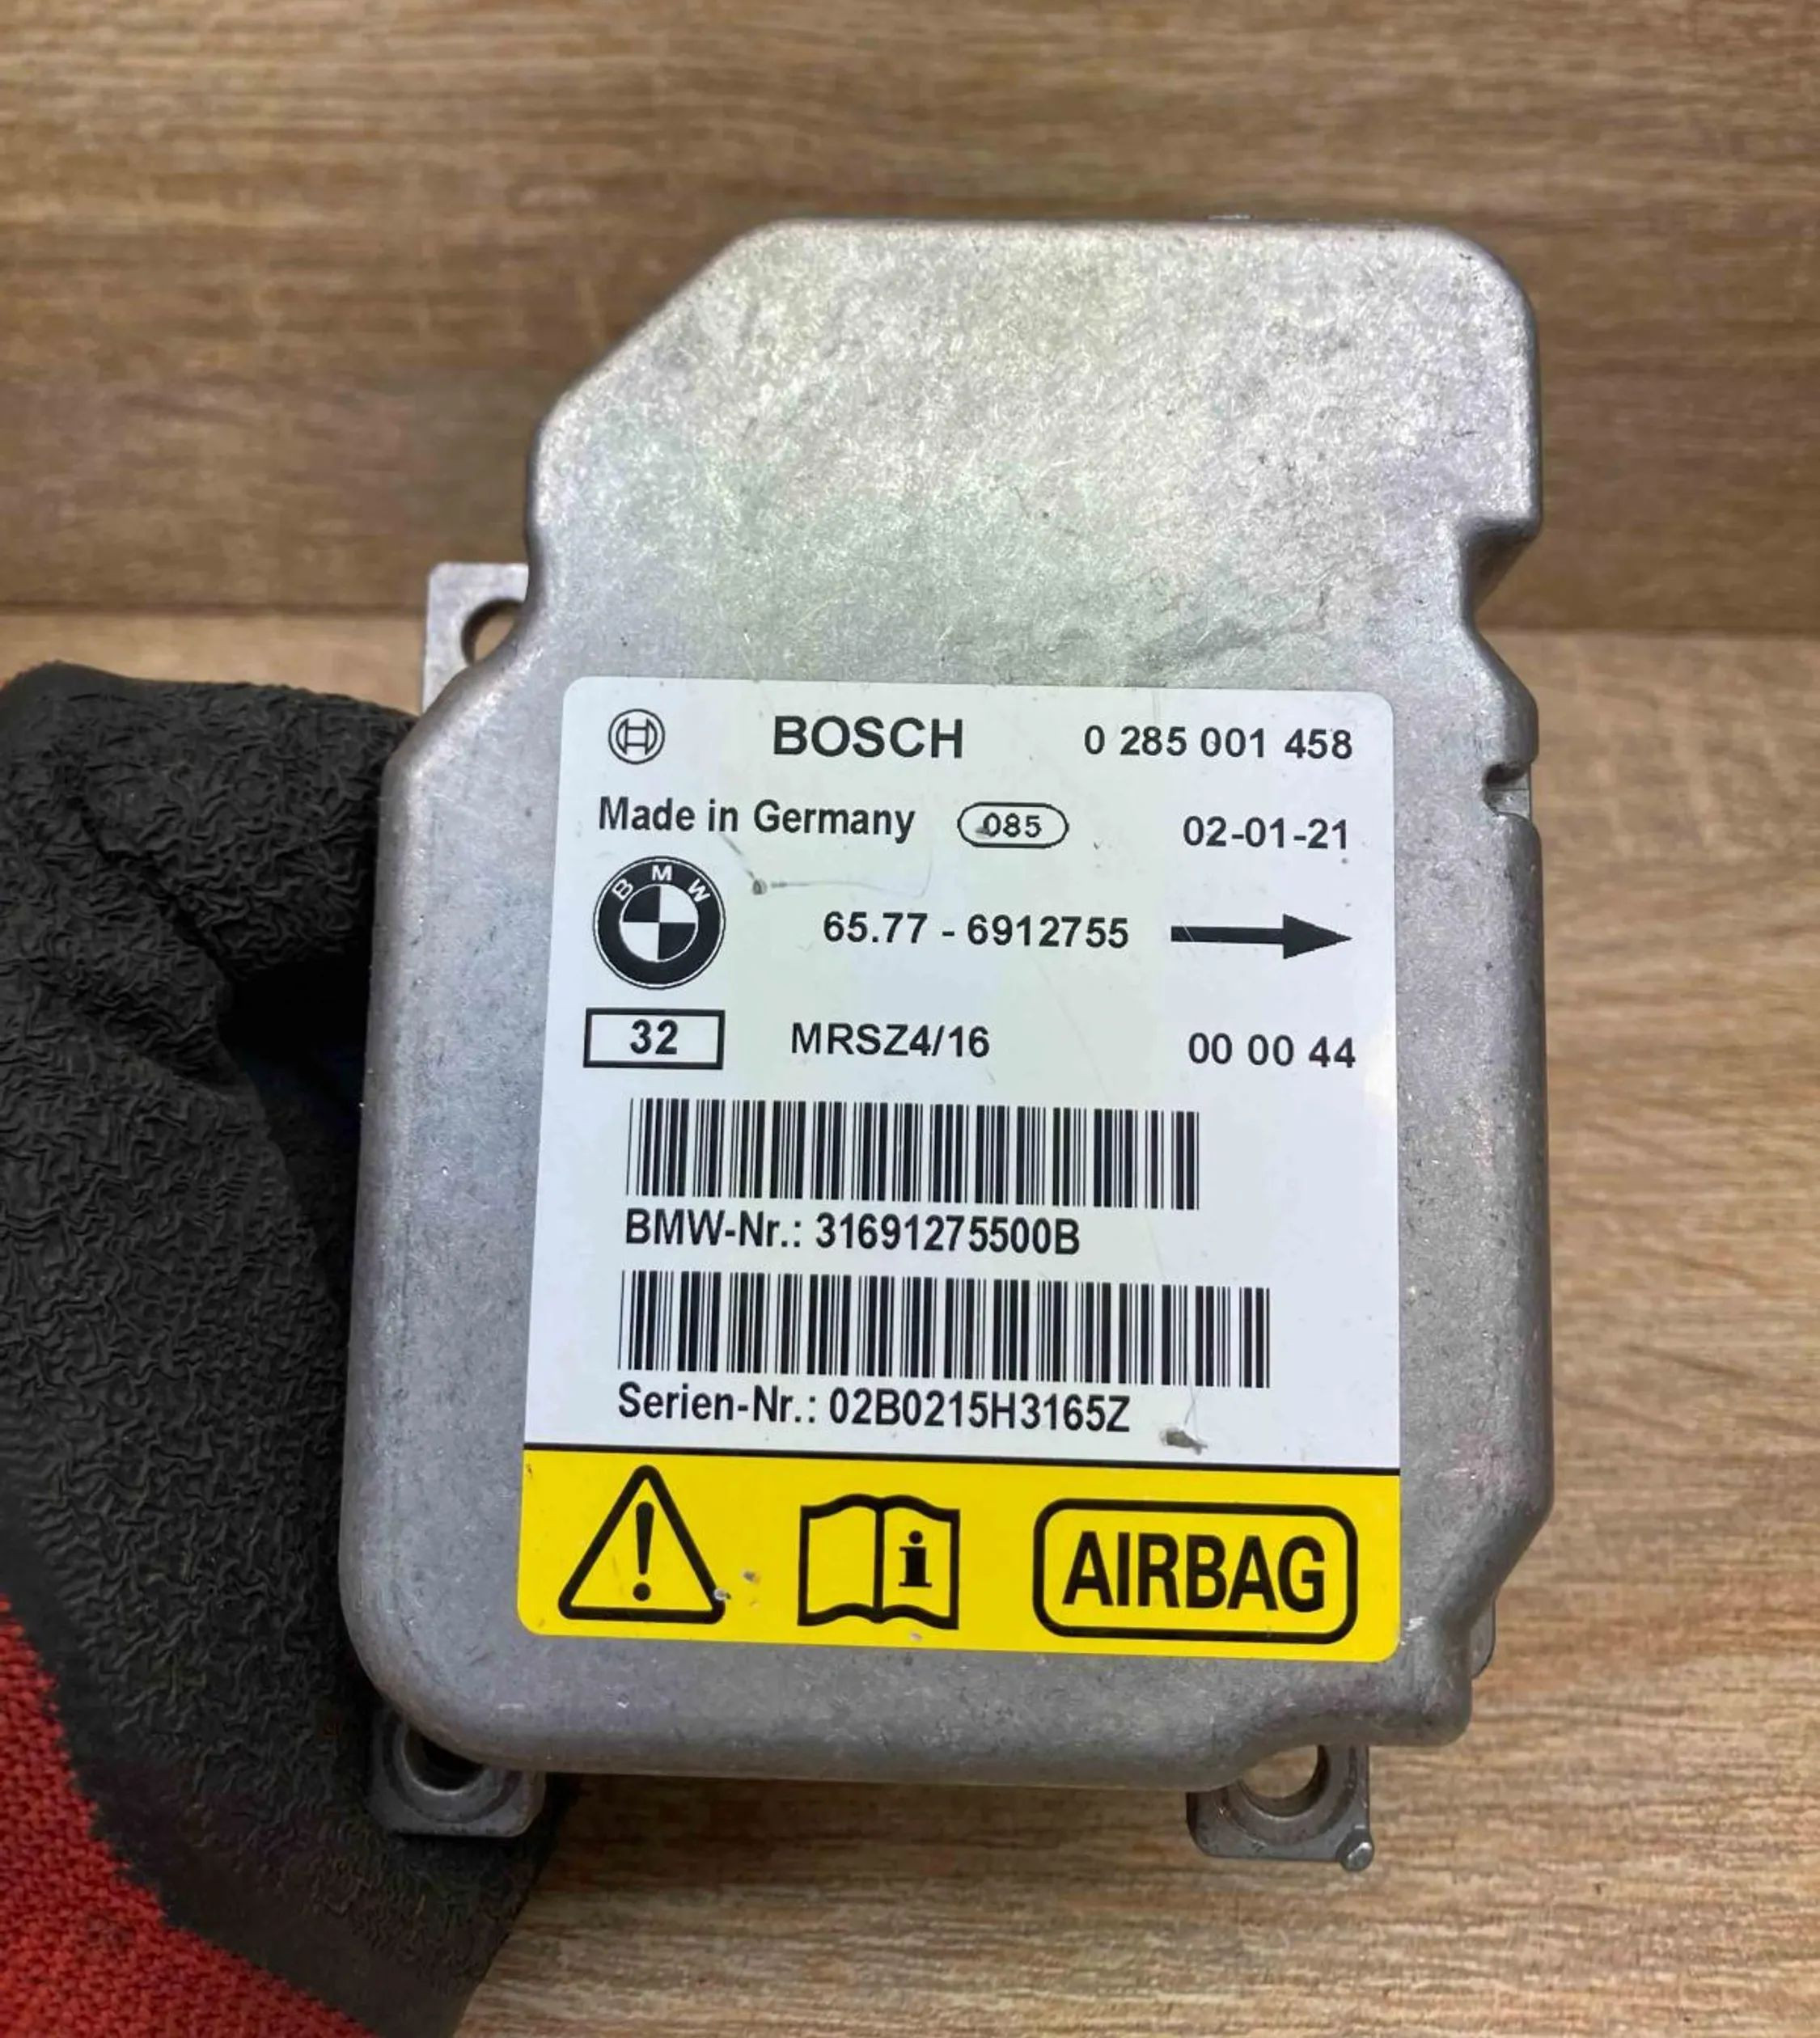 BOSCH 0 285 001 458
Made in Germany 085 02-01-21
BMW
65.77 - 6912755
32 MRSZ4/16 00 00 44
BMW-Nr.: 31691275500B
Serien-Nr.: 02B0215H3165Z
AIRBAG